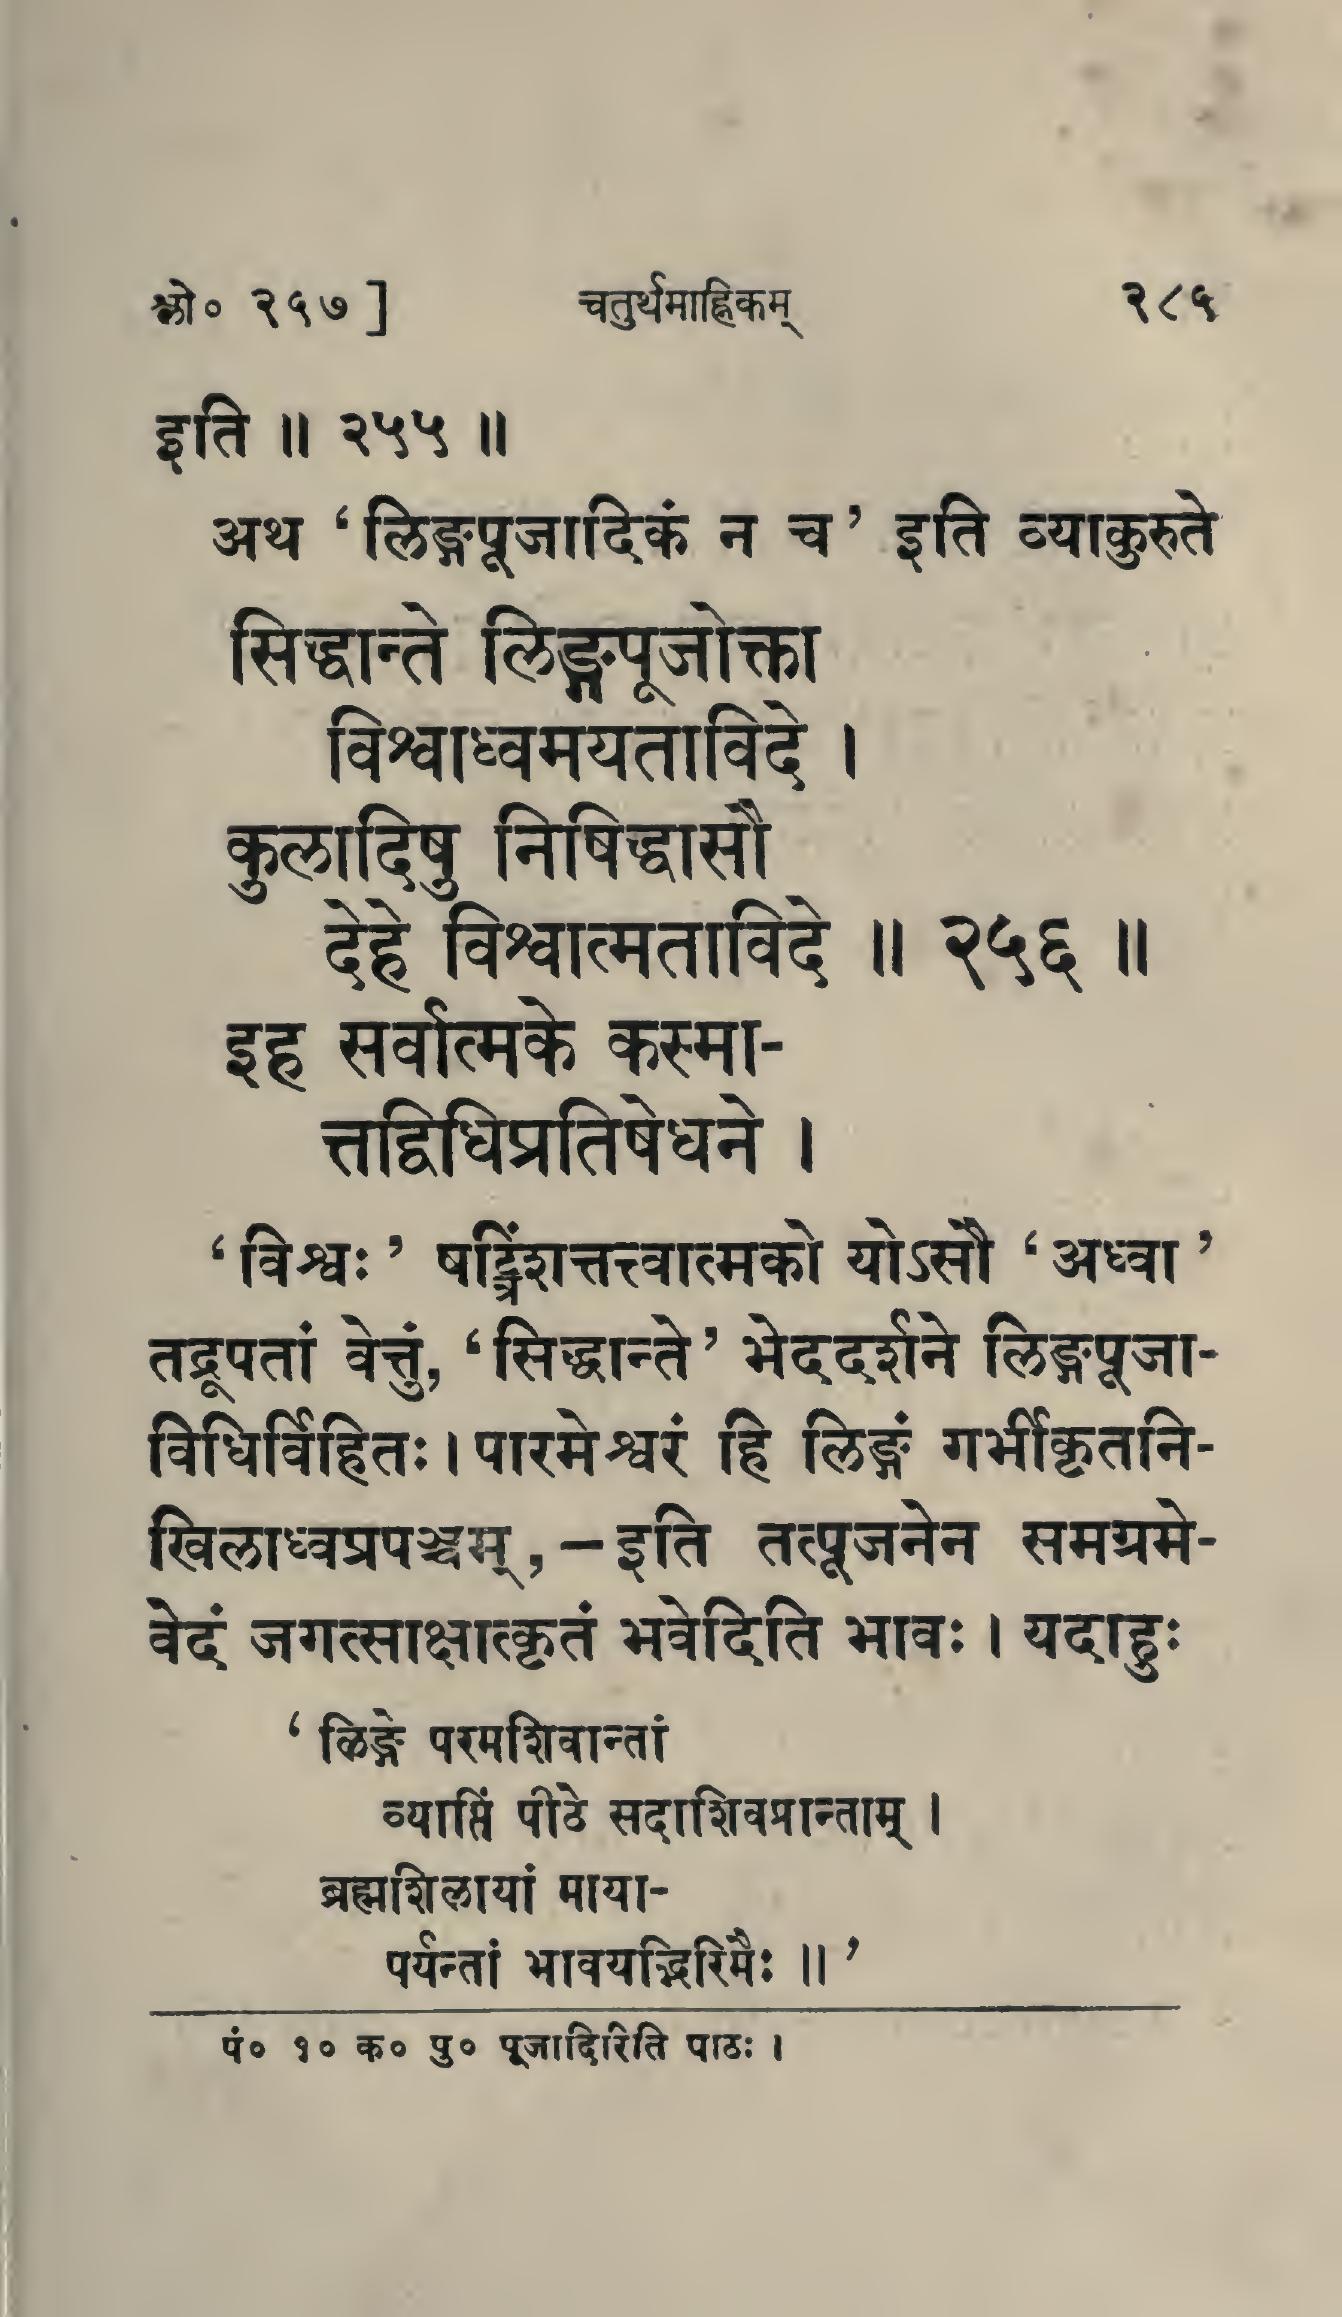 श्लो० २५७ ] चतुर्थमाह्निकम् २८५
इति ॥ २५५ ॥
अथ ‘लिङ्गपूजादिकं न च’ इति व्याकुरुते
सिद्धान्ते लिङ्गपूजोक्ता
विश्वाध्वमयताविदे ।
कुलादिषु निषिद्धासौ
देहे विश्वात्मताविदे ॥ २५६ ॥
इह सर्वात्मके कस्मा-
त्तद्विधिप्रतिषेधने ।
‘विश्वः’ षट्त्रिंशत्तत्त्वात्मको योऽसौ ‘अध्वा’
तद्रूपतां वेत्तुं, ‘सिद्धान्ते’ भेददर्शने लिङ्गपूजा-
विधिर्विहितः । पारमेश्वरं हि लिङ्गं गर्भीकृतनि-
खिलाध्वप्रपञ्चम्, – इति तत्पूजनेन समग्रमे-
वेदं जगत्साक्षात्कृतं भवेदिति भावः । यदाहुः
‘लिङ्गे परमशिवान्तां
व्याप्तिं पीठे सदाशिवप्रान्ताम् ।
ब्रह्मशिलायां माया-
पर्यन्तां भावयद्भिरिमैः ॥’
पं० १० क० पु० पूजादिरिति पाठः ।